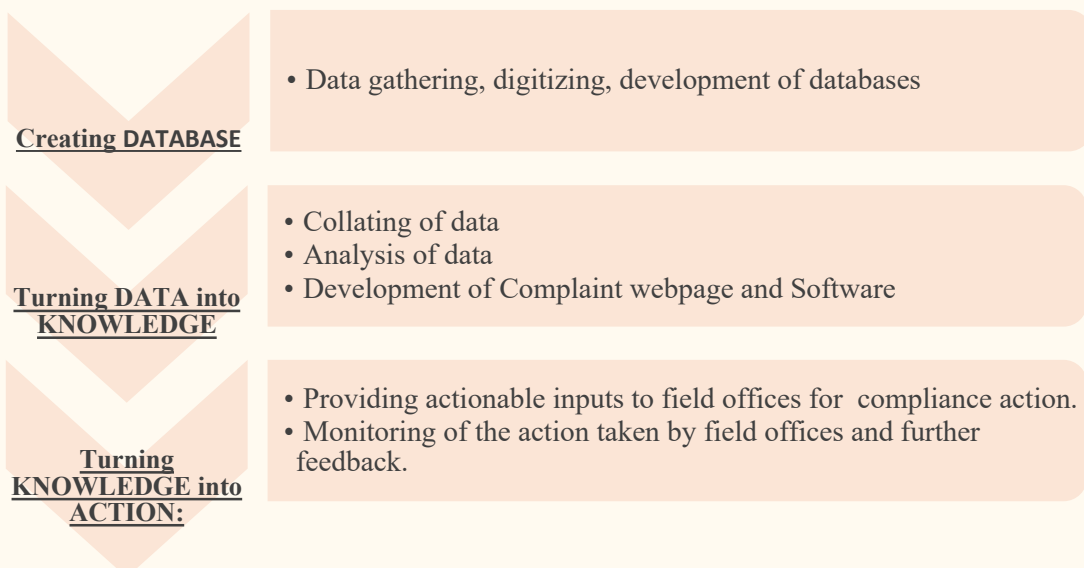 Creating DATABASE
• Data gathering, digitizing, development of databases
Turning DATA into
KNOWLEDGE
• Collating of data
• Analysis of data
• Development of Complaint webpage and Software
Turning
KNOWLEDGE into
ACTION:
• Providing actionable inputs to field offices for  compliance action.
• Monitoring of the action taken by field offices and further
feedback.